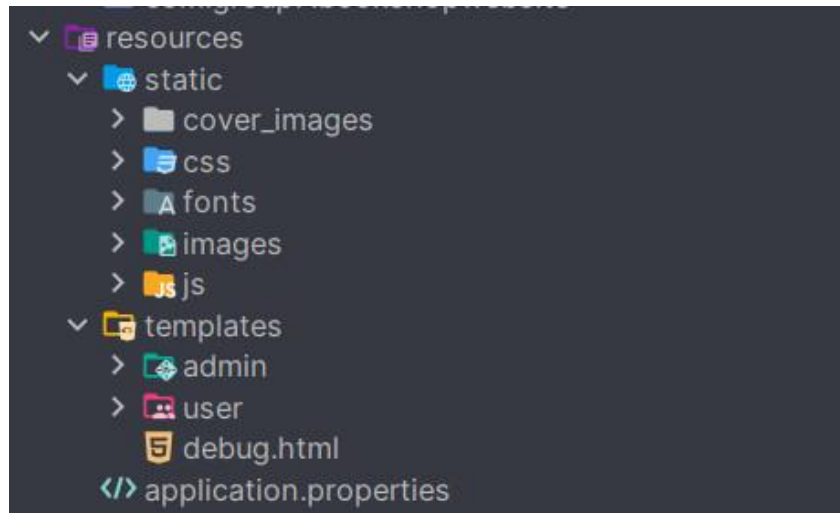 resources
static
cover_images
css
fonts
images
js
templates
admin
user
debug.html
application.properties